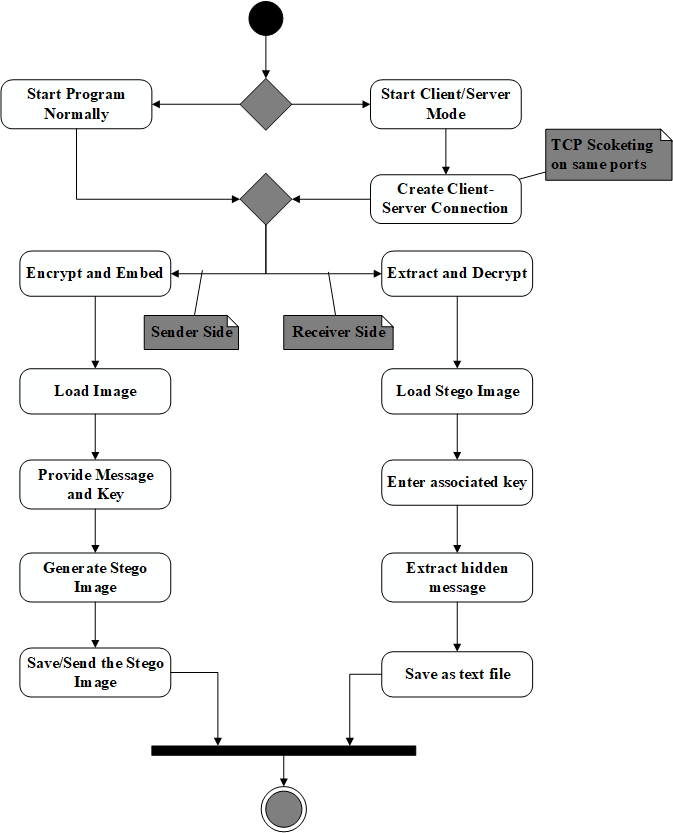 Start Program
Normally
Start Client/Server
Mode
TCP Scoketing
on same ports
Create Client-
Server Connection
Encrypt and Embed
Extract and Decrypt
Sender Side
Receiver Side
Load Image
Load Stego Image
Provide Message
and Key
Enter associated key
Generate Stego
Image
Extract hidden
message
Save/Send the Stego
Image
Save as text file